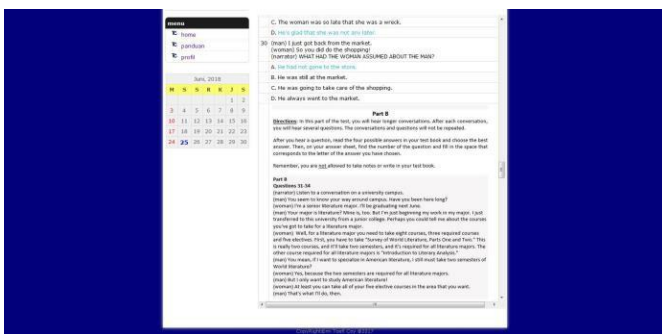 menu
home
panduan
profil
Juni, 2018
M S S R K J S
1 2
3 4 5 6 7 8 9
10 11 12 13 14 15 16
17 18 19 20 21 22 23
24 25 26 27 28 29 30
C. The woman was so late that she was a wreck.
D. He's glad that she was not any later.
30 (man) I just got back from the market.
(woman) So you did do the shopping!
(narrator) WHAT HAD THE WOMAN ASSUMED ABOUT THE MAN?
A. He had not gone to the store.
B. He was still at the market.
C. He was going to take care of the shopping.
D. He always went to the market.
Part B
Directions: In this part of the test, you will hear longer conversations. After each conversation,
you will hear several questions. The conversations and questions will not be repeated.
After you hear a question, read the four possible answers in your test book and choose the best
answer. Then, on your answer sheet, find the number of the question and fill in the space that
corresponds to the letter of the answer you have chosen.
Remember, you are not allowed to take notes or write in your test book.
Part B
Questions 31-34
(narrator) Listen to a conversation on a university campus.
(man) You seem to know your way around campus. Have you been here long?
(woman) I'm a senior literature major. I'll be graduating next June.
(man) Your major is literature? Mine is, too. But I'm just beginning my work in my major. I just
transferred to the university from a junior college. Perhaps you could tell me about the courses
you've got to take for a literature major.
(woman) Well, for a literature major you need to take eight courses, three required courses
and five electives. First, you have to take "Survey of World Literature, Parts One and Two." This
is really two courses, and it'll take two semesters, and it's required for all literature majors. The
other course required for all literature majors is "Introduction to Literary Analysis."
(man) You mean, if I want to specialize in American literature, I still must take two semesters of
World literature?
(woman) Yes, because the two semesters are required for all literature majors.
(man) But I only want to study American literature!
(woman) At least you can take all of your five elective courses in the area that you want.
(man) That's what I'll do, then.